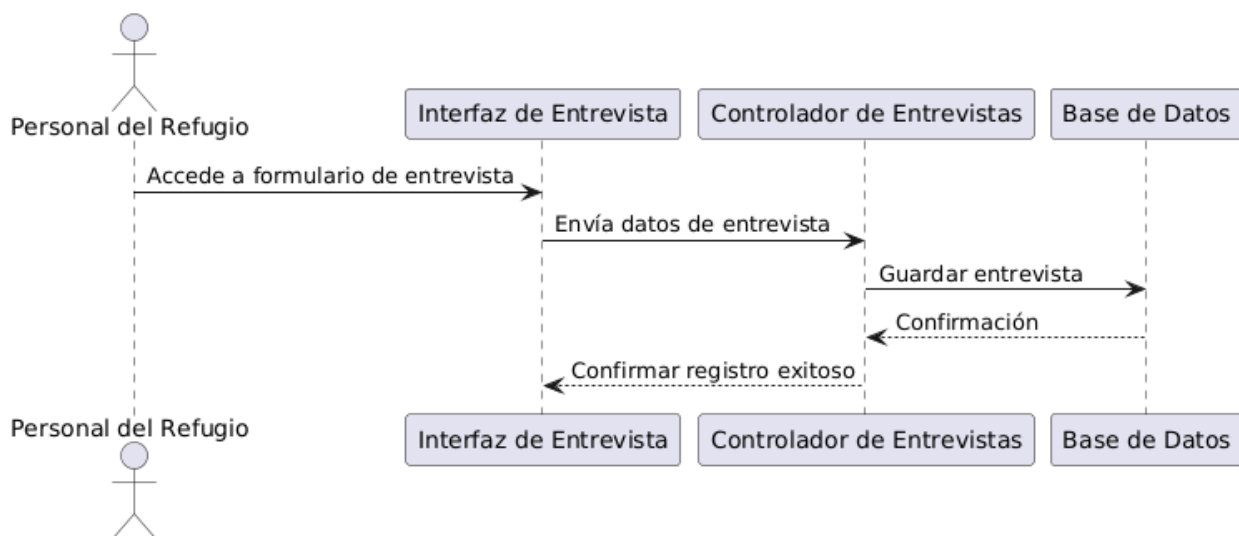 Personal del Refugio
Interfaz de Entrevista
Controlador de Entrevistas
Base de Datos
Accede a formulario de entrevista
Envía datos de entrevista
Guardar entrevista
Confirmación
Confirmar registro exitoso
Personal del Refugio
Interfaz de Entrevista
Controlador de Entrevistas
Base de Datos